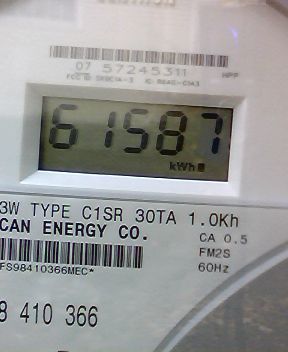 07 57245311
HPP
61587
kWh
3W TYPE C1SR 30TA 1.0Kh
CAN ENERGY CO.
CA 0.5
FM2S
60Hz
FS98410366MEC*
8 410 366